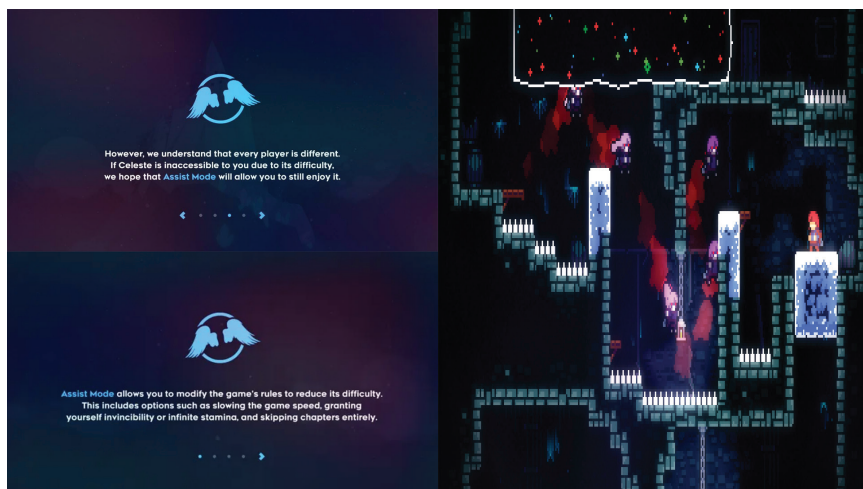 However, we understand that every player is different.
If Celeste is inaccessible to you due to its difficulty,
we hope that Assist Mode will allow you to still enjoy it.
Assist Mode allows you to modify the game's rules to reduce its difficulty.
This includes options such as slowing the game speed, granting
yourself invincibility or infinite stamina, and skipping chapters entirely.